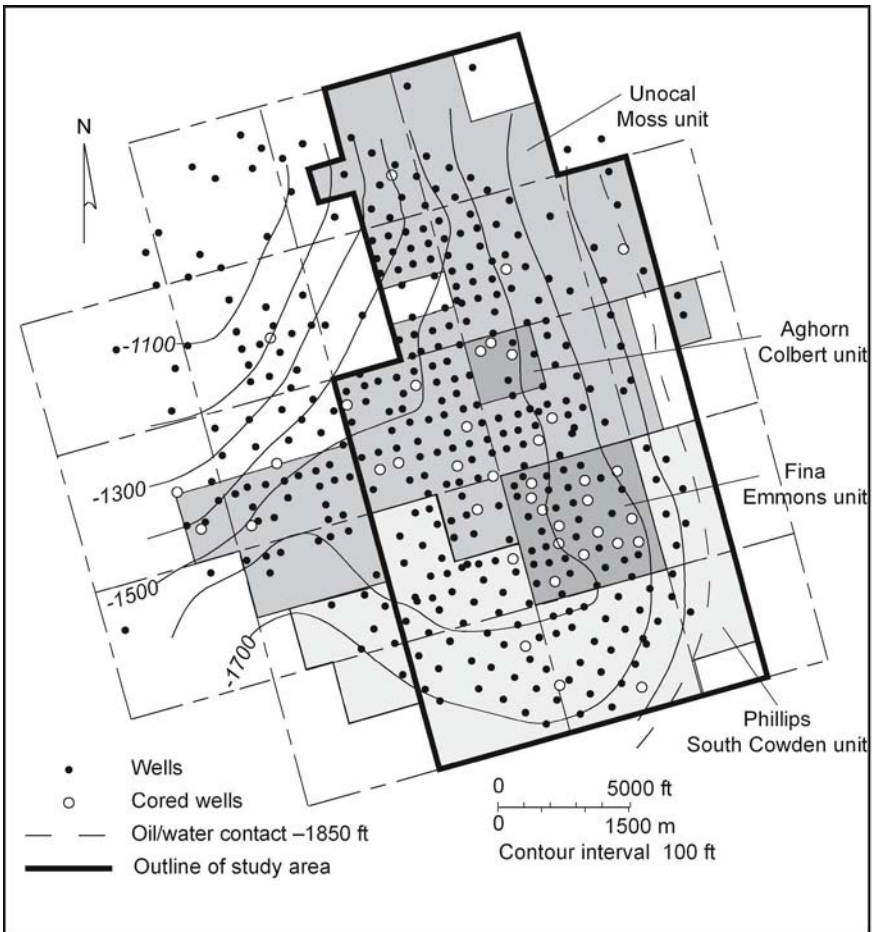 N
Unocal
Moss unit
Aghorn
Colbert unit
Fina
Emmons unit
Phillips
South Cowden unit
-1100
-1300
-1500
-1700
Wells
Cored wells
Oil/water contact –1850 ft
Outline of study area
0 5000 ft
0 1500 m
Contour interval 100 ft